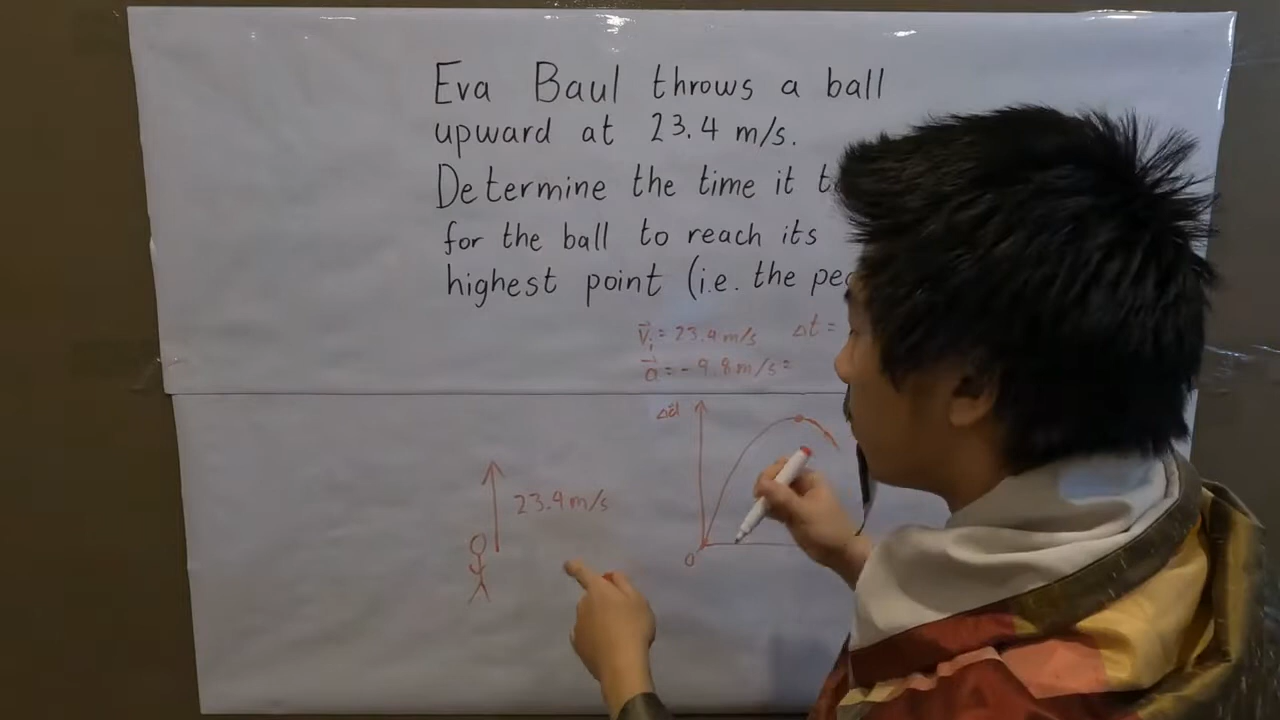 Eva Baul throws a ball
upward at 23.4 m/s.
Determine the time it
for the ball to reach its
highest point (i.e. the
v⃗₁ = 23.4 m/s Δt =
a⃗ = - 9.8 m/s²
Δd⃗
23.4 m/s
0